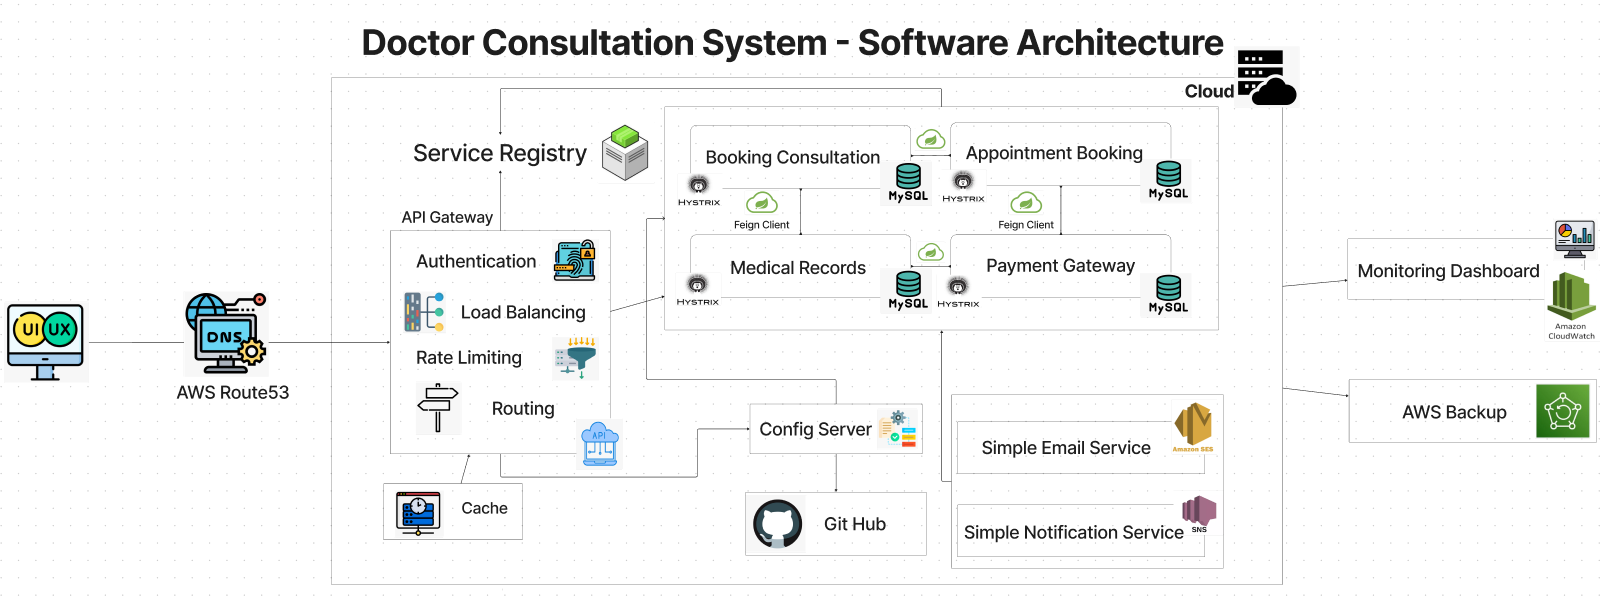 Doctor Consultation System - Software Architecture
Cloud
Service Registry
Booking Consultation
Appointment Booking
MySQL
MySQL
HYSTRIX
HYSTRIX
Feign Client
Feign Client
API Gateway
Authentication
Medical Records
Payment Gateway
MySQL
MySQL
HYSTRIX
HYSTRIX
Monitoring Dashboard
Amazon
CloudWatch
UI UX
DNS
AWS Route53
Load Balancing
Rate Limiting
Routing
API
Config Server
AWS Backup
Simple Email Service
Amazon SES
Cache
Git Hub
Simple Notification Service
SNS